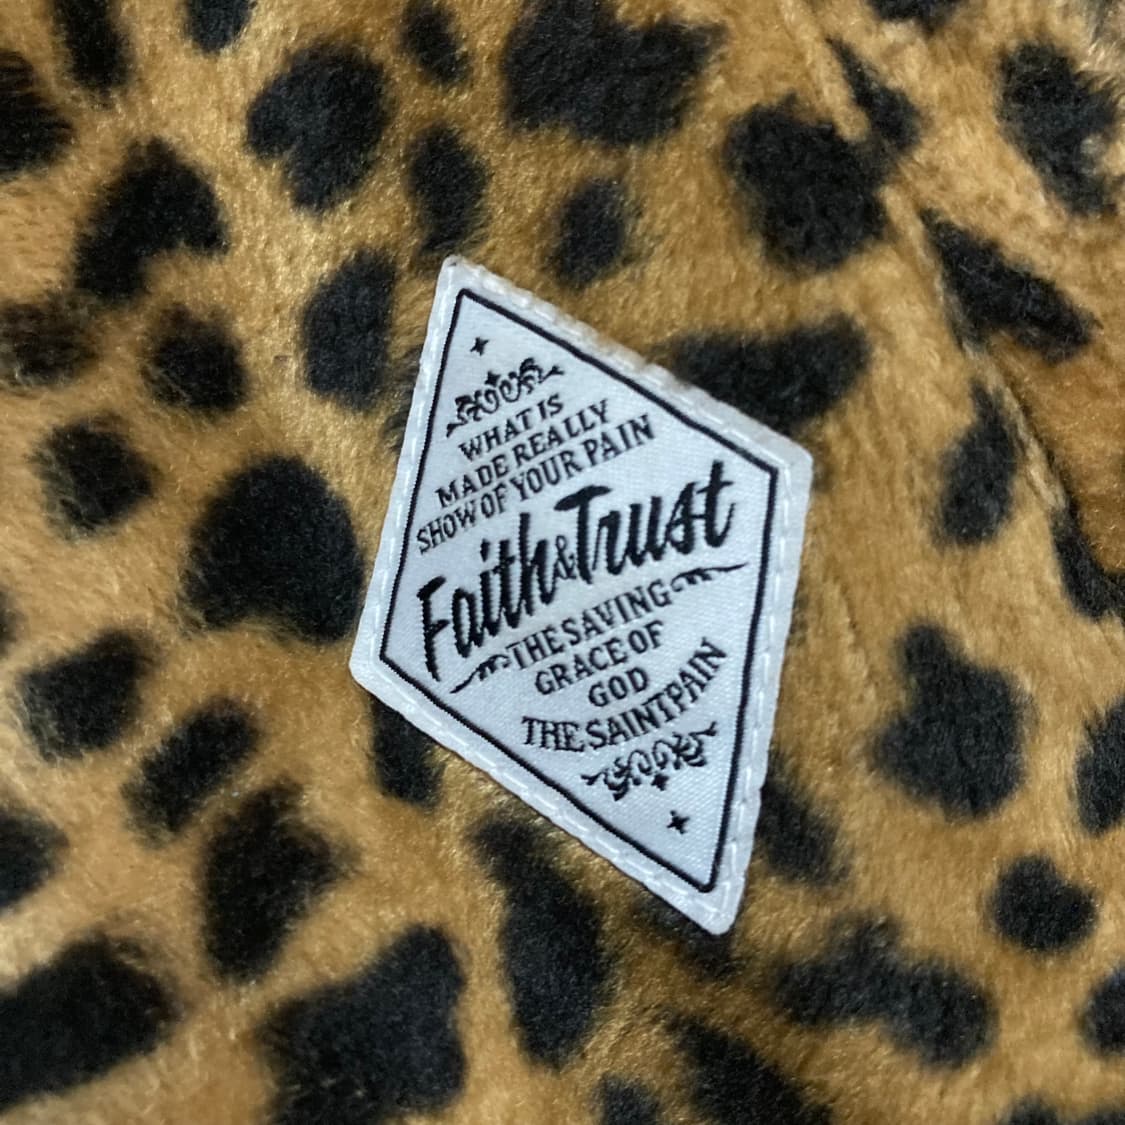 WHAT IS
MADE REALLY
SHOW OF YOUR PAIN
Faith & Trust
THE SAVING
GRACE OF
GOD
THE SAINTPAIN